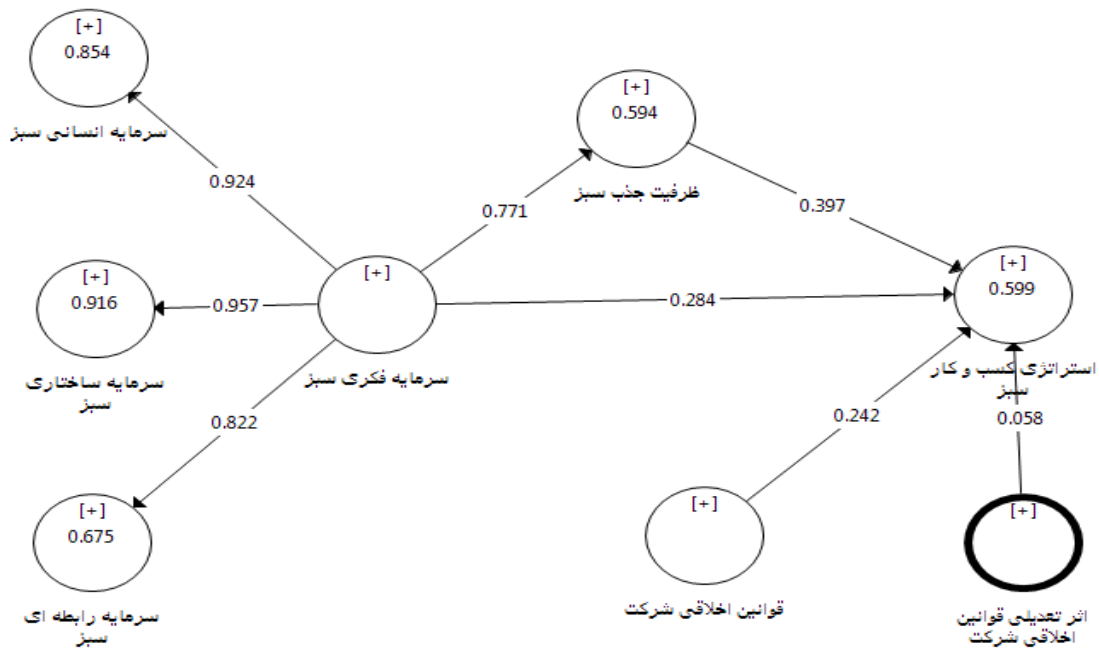 [+]
0.854
سرمایه انسانی سبز
[+]
0.594
ظرفیت جذب سبز
0.924
0.771
0.397
[+]
0.916
سرمایه ساختاری
سبز
0.957
[+]
سرمایه فکری سبز
0.284
[+]
0.599
استراتژی کسب و کار
سبز
0.822
0.242
0.058
[+]
0.675
سرمایه رابطه ای
سبز
[+]
قوانین اخلاقی شرکت
[+]
اثر تعدیلی قوانین
اخلاقی شرکت